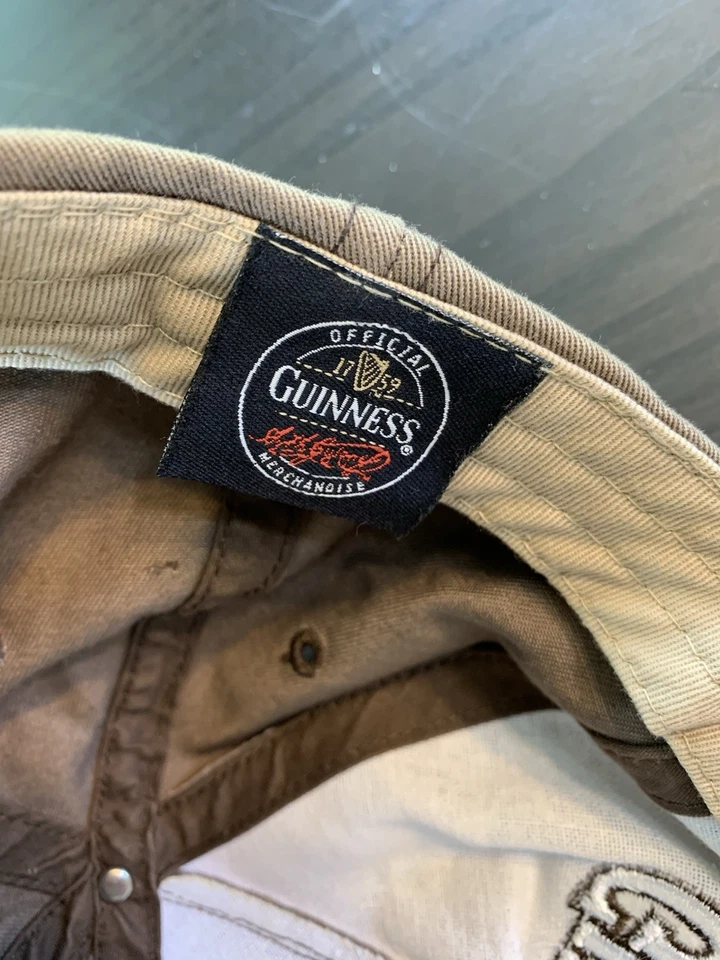 OFFICIAL
17 59
GUINNESS®
MERCHANDISE